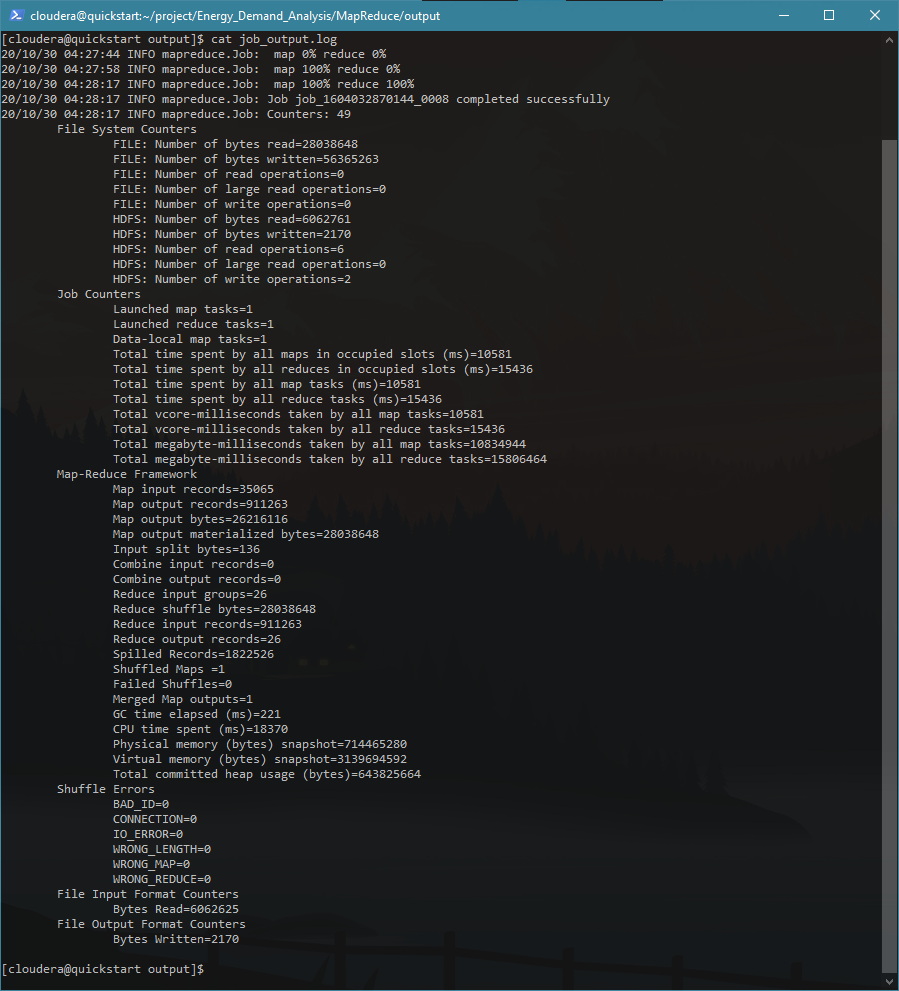 cloudera@quickstart:~/project/Energy_Demand_Analysis/MapReduce/output
[cloudera@quickstart output]$ cat job_output.log
20/10/30 04:27:44 INFO mapreduce.Job:  map 0% reduce 0%
20/10/30 04:27:58 INFO mapreduce.Job:  map 100% reduce 0%
20/10/30 04:28:17 INFO mapreduce.Job:  map 100% reduce 100%
20/10/30 04:28:17 INFO mapreduce.Job: Job job_1604032870144_0008 completed successfully
20/10/30 04:28:17 INFO mapreduce.Job: Counters: 49
File System Counters
FILE: Number of bytes read=28038648
FILE: Number of bytes written=56365263
FILE: Number of read operations=0
FILE: Number of large read operations=0
FILE: Number of write operations=0
HDFS: Number of bytes read=6062761
HDFS: Number of bytes written=2170
HDFS: Number of read operations=6
HDFS: Number of large read operations=0
HDFS: Number of write operations=2
Job Counters
Launched map tasks=1
Launched reduce tasks=1
Data-local map tasks=1
Total time spent by all maps in occupied slots (ms)=10581
Total time spent by all reduces in occupied slots (ms)=15436
Total time spent by all map tasks (ms)=10581
Total time spent by all reduce tasks (ms)=15436
Total vcore-milliseconds taken by all map tasks=10581
Total vcore-milliseconds taken by all reduce tasks=15436
Total megabyte-milliseconds taken by all map tasks=10834944
Total megabyte-milliseconds taken by all reduce tasks=15806464
Map-Reduce Framework
Map input records=35065
Map output records=911263
Map output bytes=26216116
Map output materialized bytes=28038648
Input split bytes=136
Combine input records=0
Combine output records=0
Reduce input groups=26
Reduce shuffle bytes=28038648
Reduce input records=911263
Reduce output records=26
Spilled Records=1822526
Shuffled Maps =1
Failed Shuffles=0
Merged Map outputs=1
GC time elapsed (ms)=221
CPU time spent (ms)=18370
Physical memory (bytes) snapshot=714465280
Virtual memory (bytes) snapshot=3139694592
Total committed heap usage (bytes)=643825664
Shuffle Errors
BAD_ID=0
CONNECTION=0
IO_ERROR=0
WRONG_LENGTH=0
WRONG_MAP=0
WRONG_REDUCE=0
File Input Format Counters
Bytes Read=6062625
File Output Format Counters
Bytes Written=2170
[cloudera@quickstart output]$